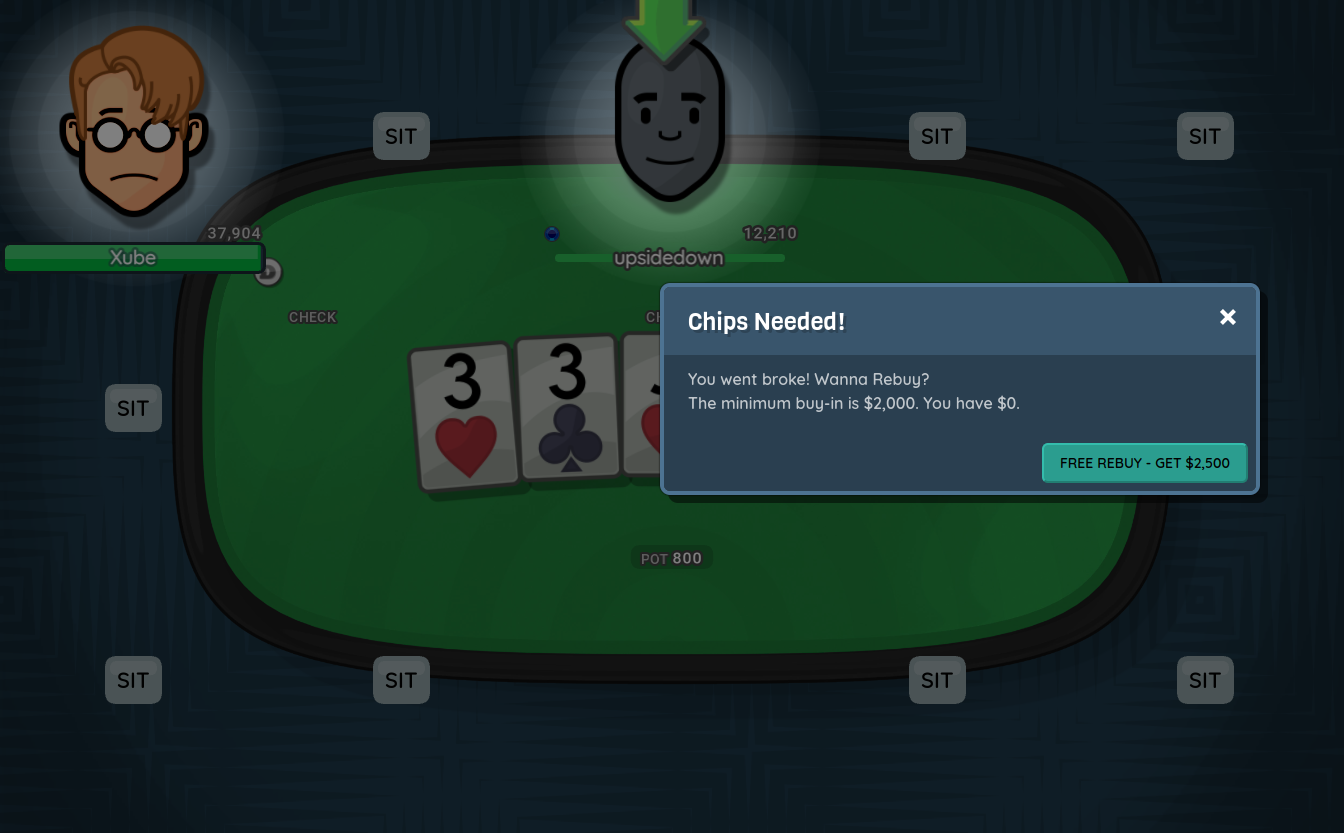 SIT
SIT
SIT
37,904
12,210
Xube
upsidedown
CHECK
Chips Needed!
You went broke! Wanna Rebuy?
The minimum buy-in is $2,000. You have $0.
FREE REBUY - GET $2,500
3
3
SIT
POT 800
SIT
SIT
SIT
SIT